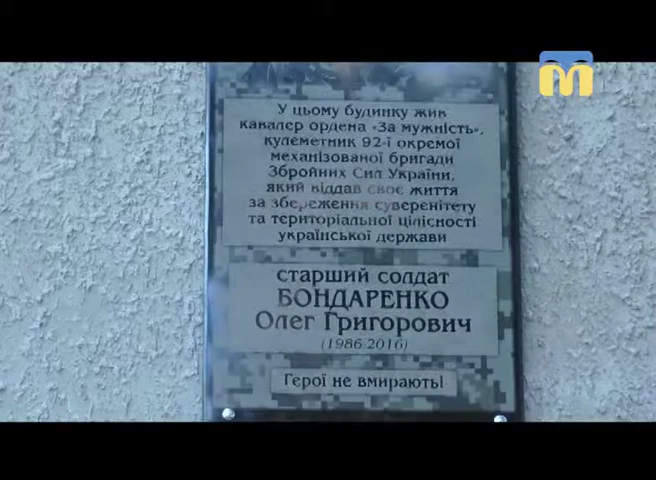 У цьому будинку жив
кавалер ордена «За мужність»,
кулеметник 92-ї окремої
механізованої бригади
Збройних Сил України,
який віддав своє життя
за збереження суверенітету
та територіальної цілісності
української держави
старший солдат
БОНДАРЕНКО
Олег Григорович
(1986-2016)
Герої не вмирають!